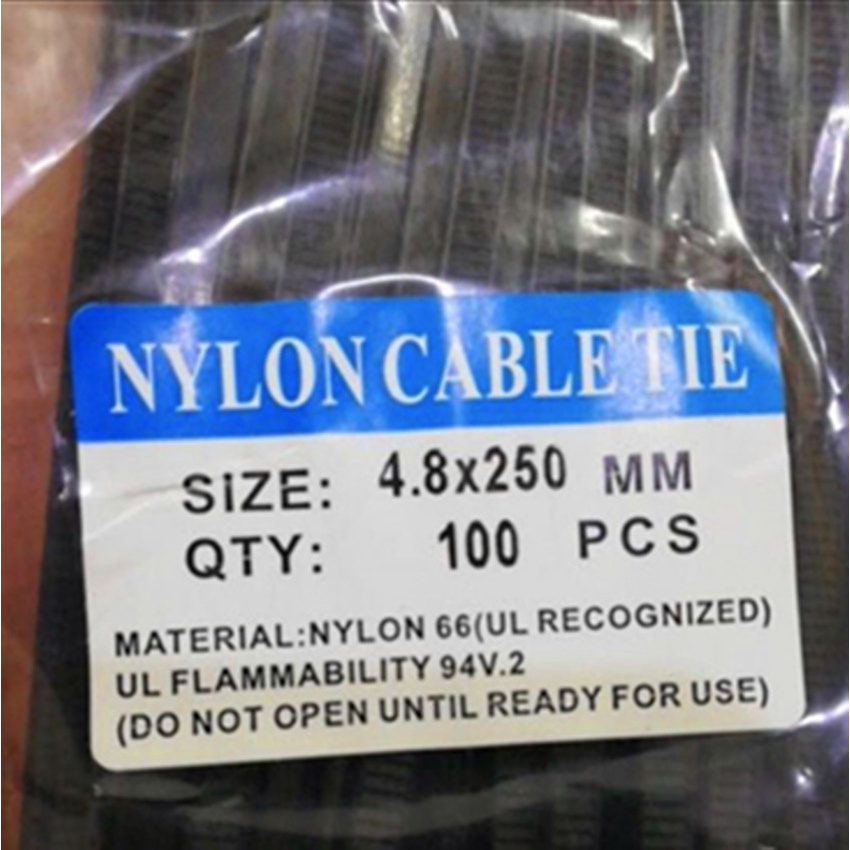 NYLON CABLE TIE
SIZE: 4.8x250 MM
QTY: 100 PCS
MATERIAL:NYLON 66(UL RECOGNIZED)
UL FLAMMABILITY 94V.2
(DO NOT OPEN UNTIL READY FOR USE)